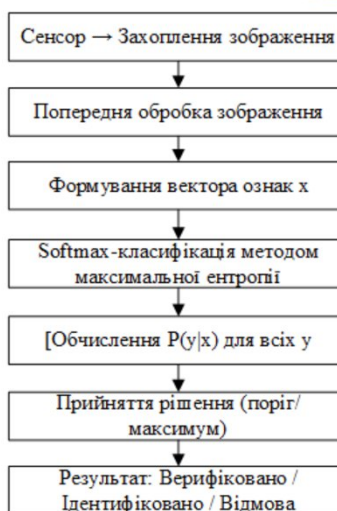 Сенсор → Захоплення зображення
Попередня обробка зображення
Формування вектора ознак x
Softmax-класифікація методом
максимальної ентропії
[Обчислення P(y|x) для всіх y
Прийняття рішення (поріг/
максимум)
Результат: Верифіковано /
Ідентифіковано / Відмова